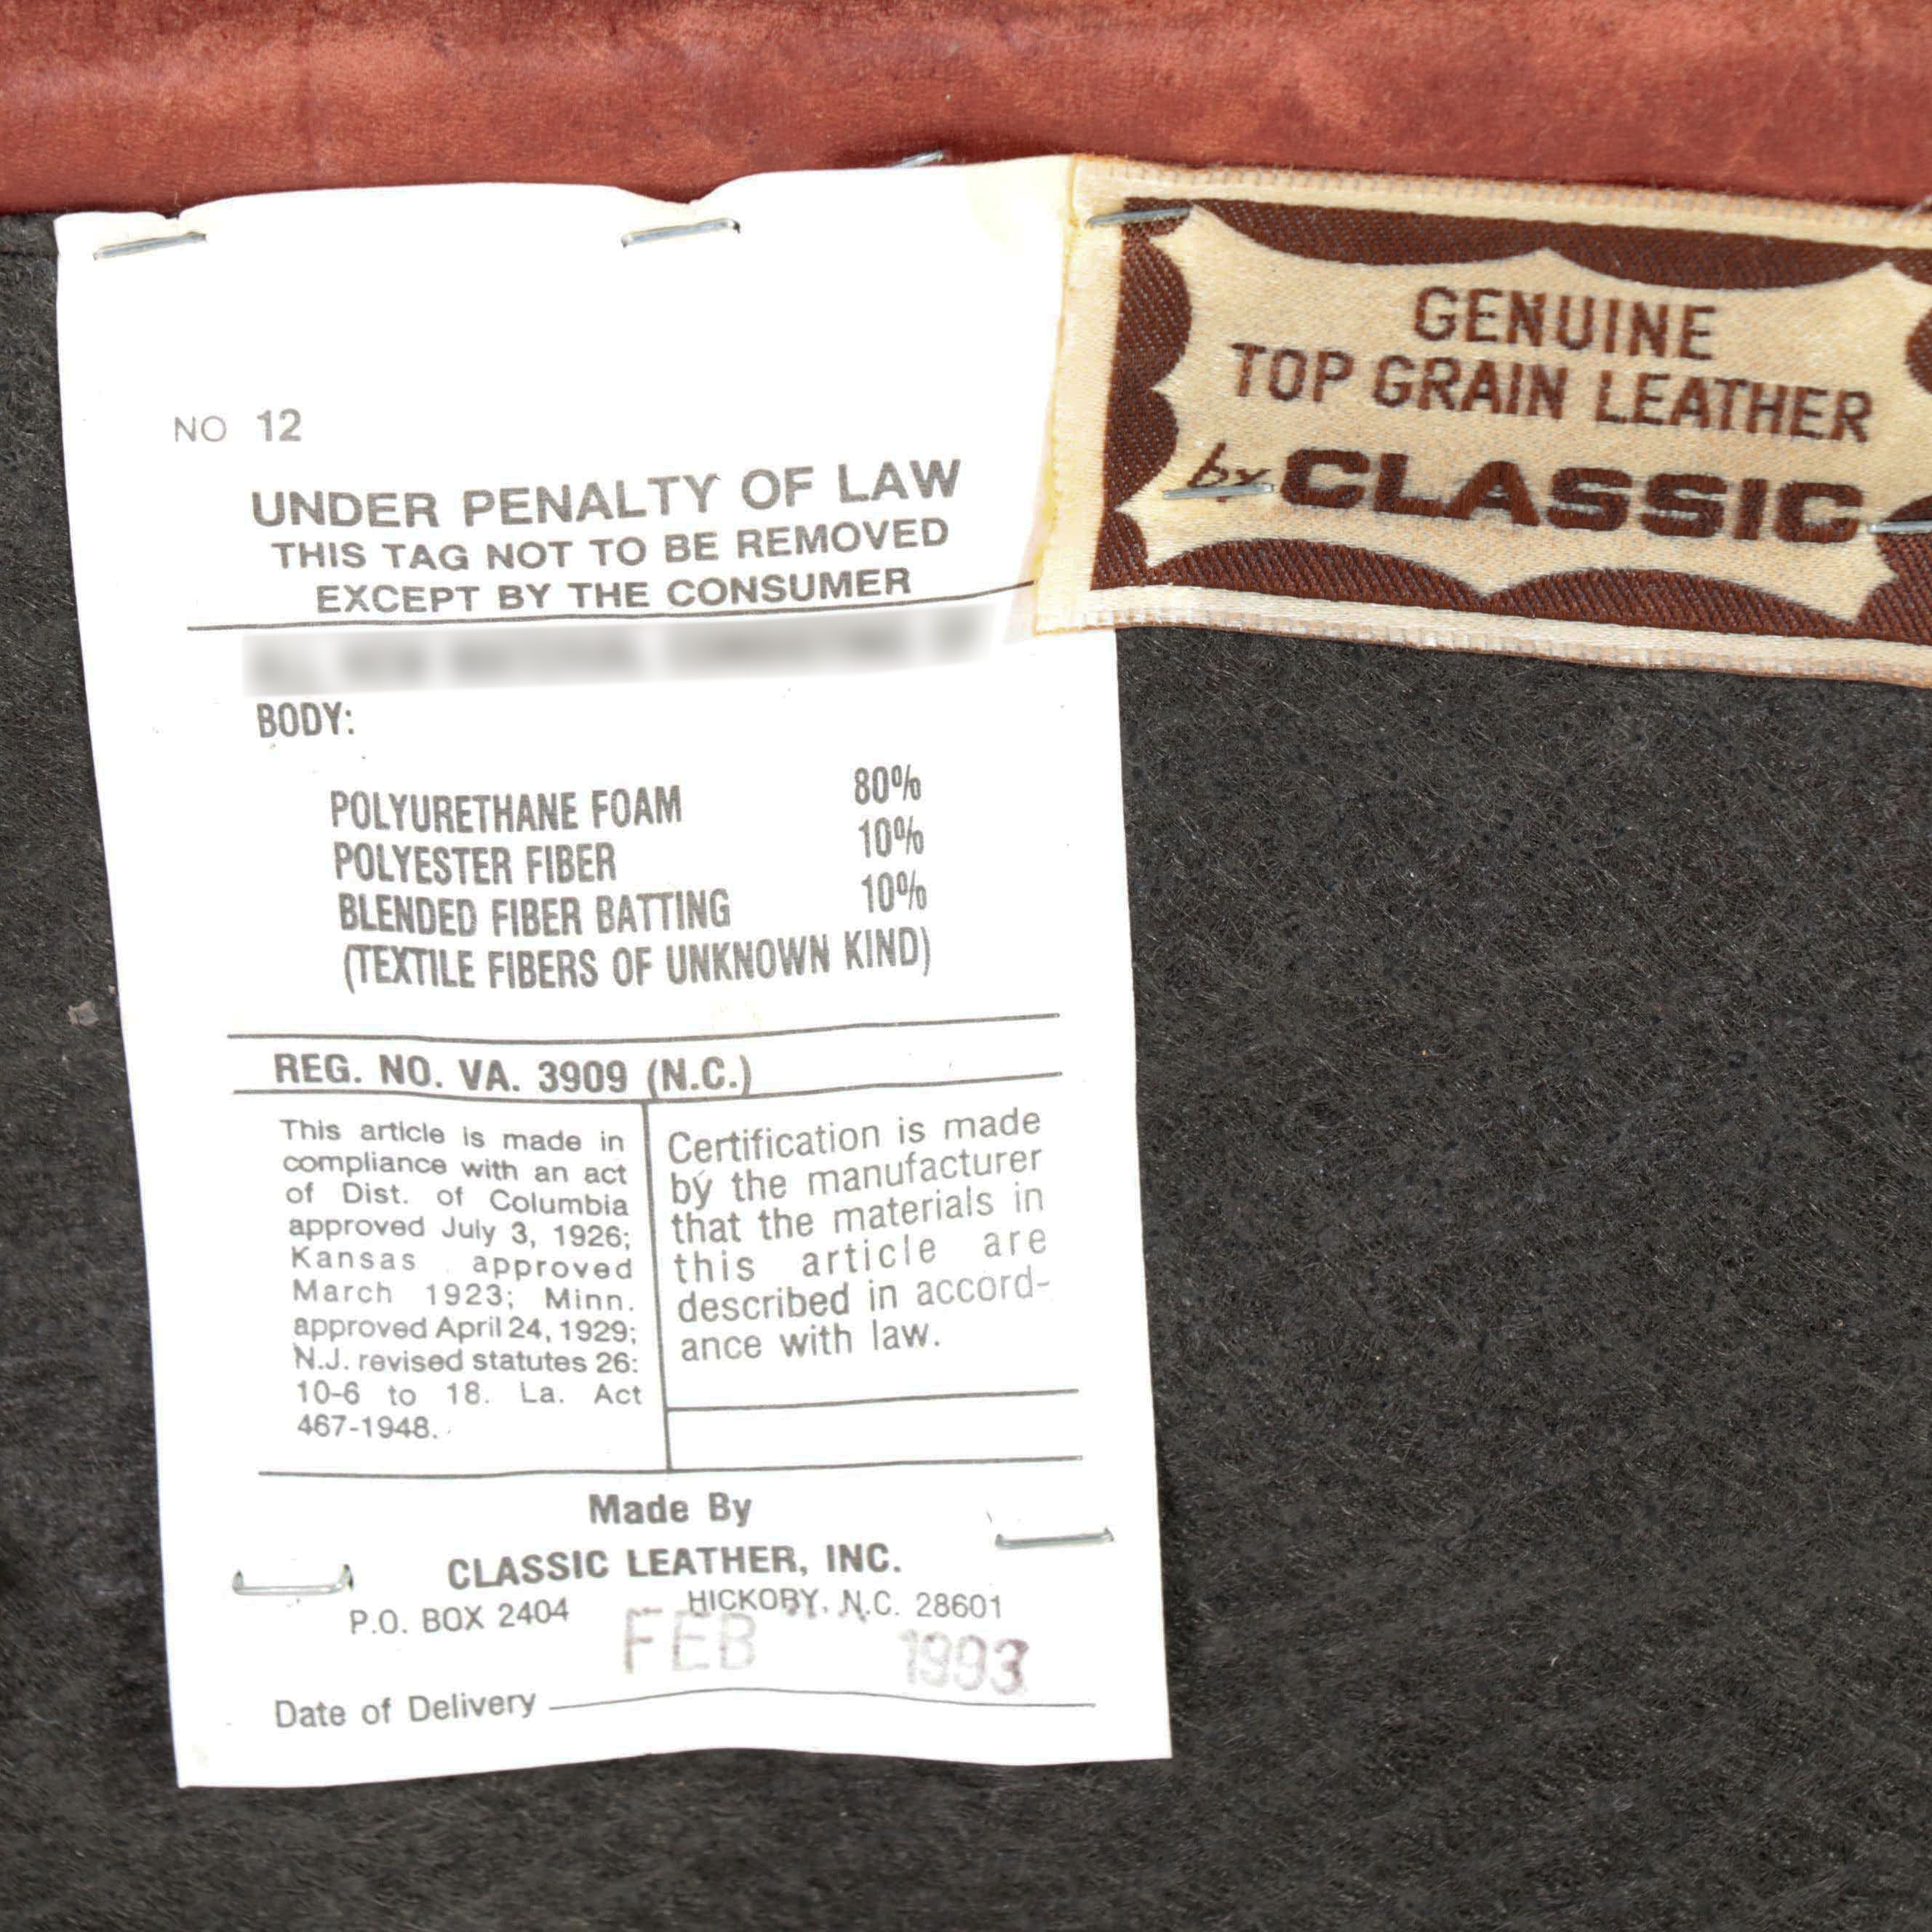 NO 12
UNDER PENALTY OF LAW
THIS TAG NOT TO BE REMOVED
EXCEPT BY THE CONSUMER
BODY:
POLYURETHANE FOAM 80%
POLYESTER FIBER 10%
BLENDED FIBER BATTING 10%
(TEXTILE FIBERS OF UNKNOWN KIND)
REG. NO. VA. 3909 (N.C.)
This article is made in
compliance with an act
of Dist. of Columbia
approved July 3, 1926;
Kansas approved
March 1923; Minn.
approved April 24, 1929;
N.J. revised statutes 26:
10-6 to 18. La. Act
467-1948.
Certification is made
by the manufacturer
that the materials in
this article are
described in accord-
ance with law.
Made By
CLASSIC LEATHER, INC.
P.O. BOX 2404 HICKORY, N.C. 28601
FEB 1993
Date of Delivery
GENUINE
TOP GRAIN LEATHER
by CLASSIC